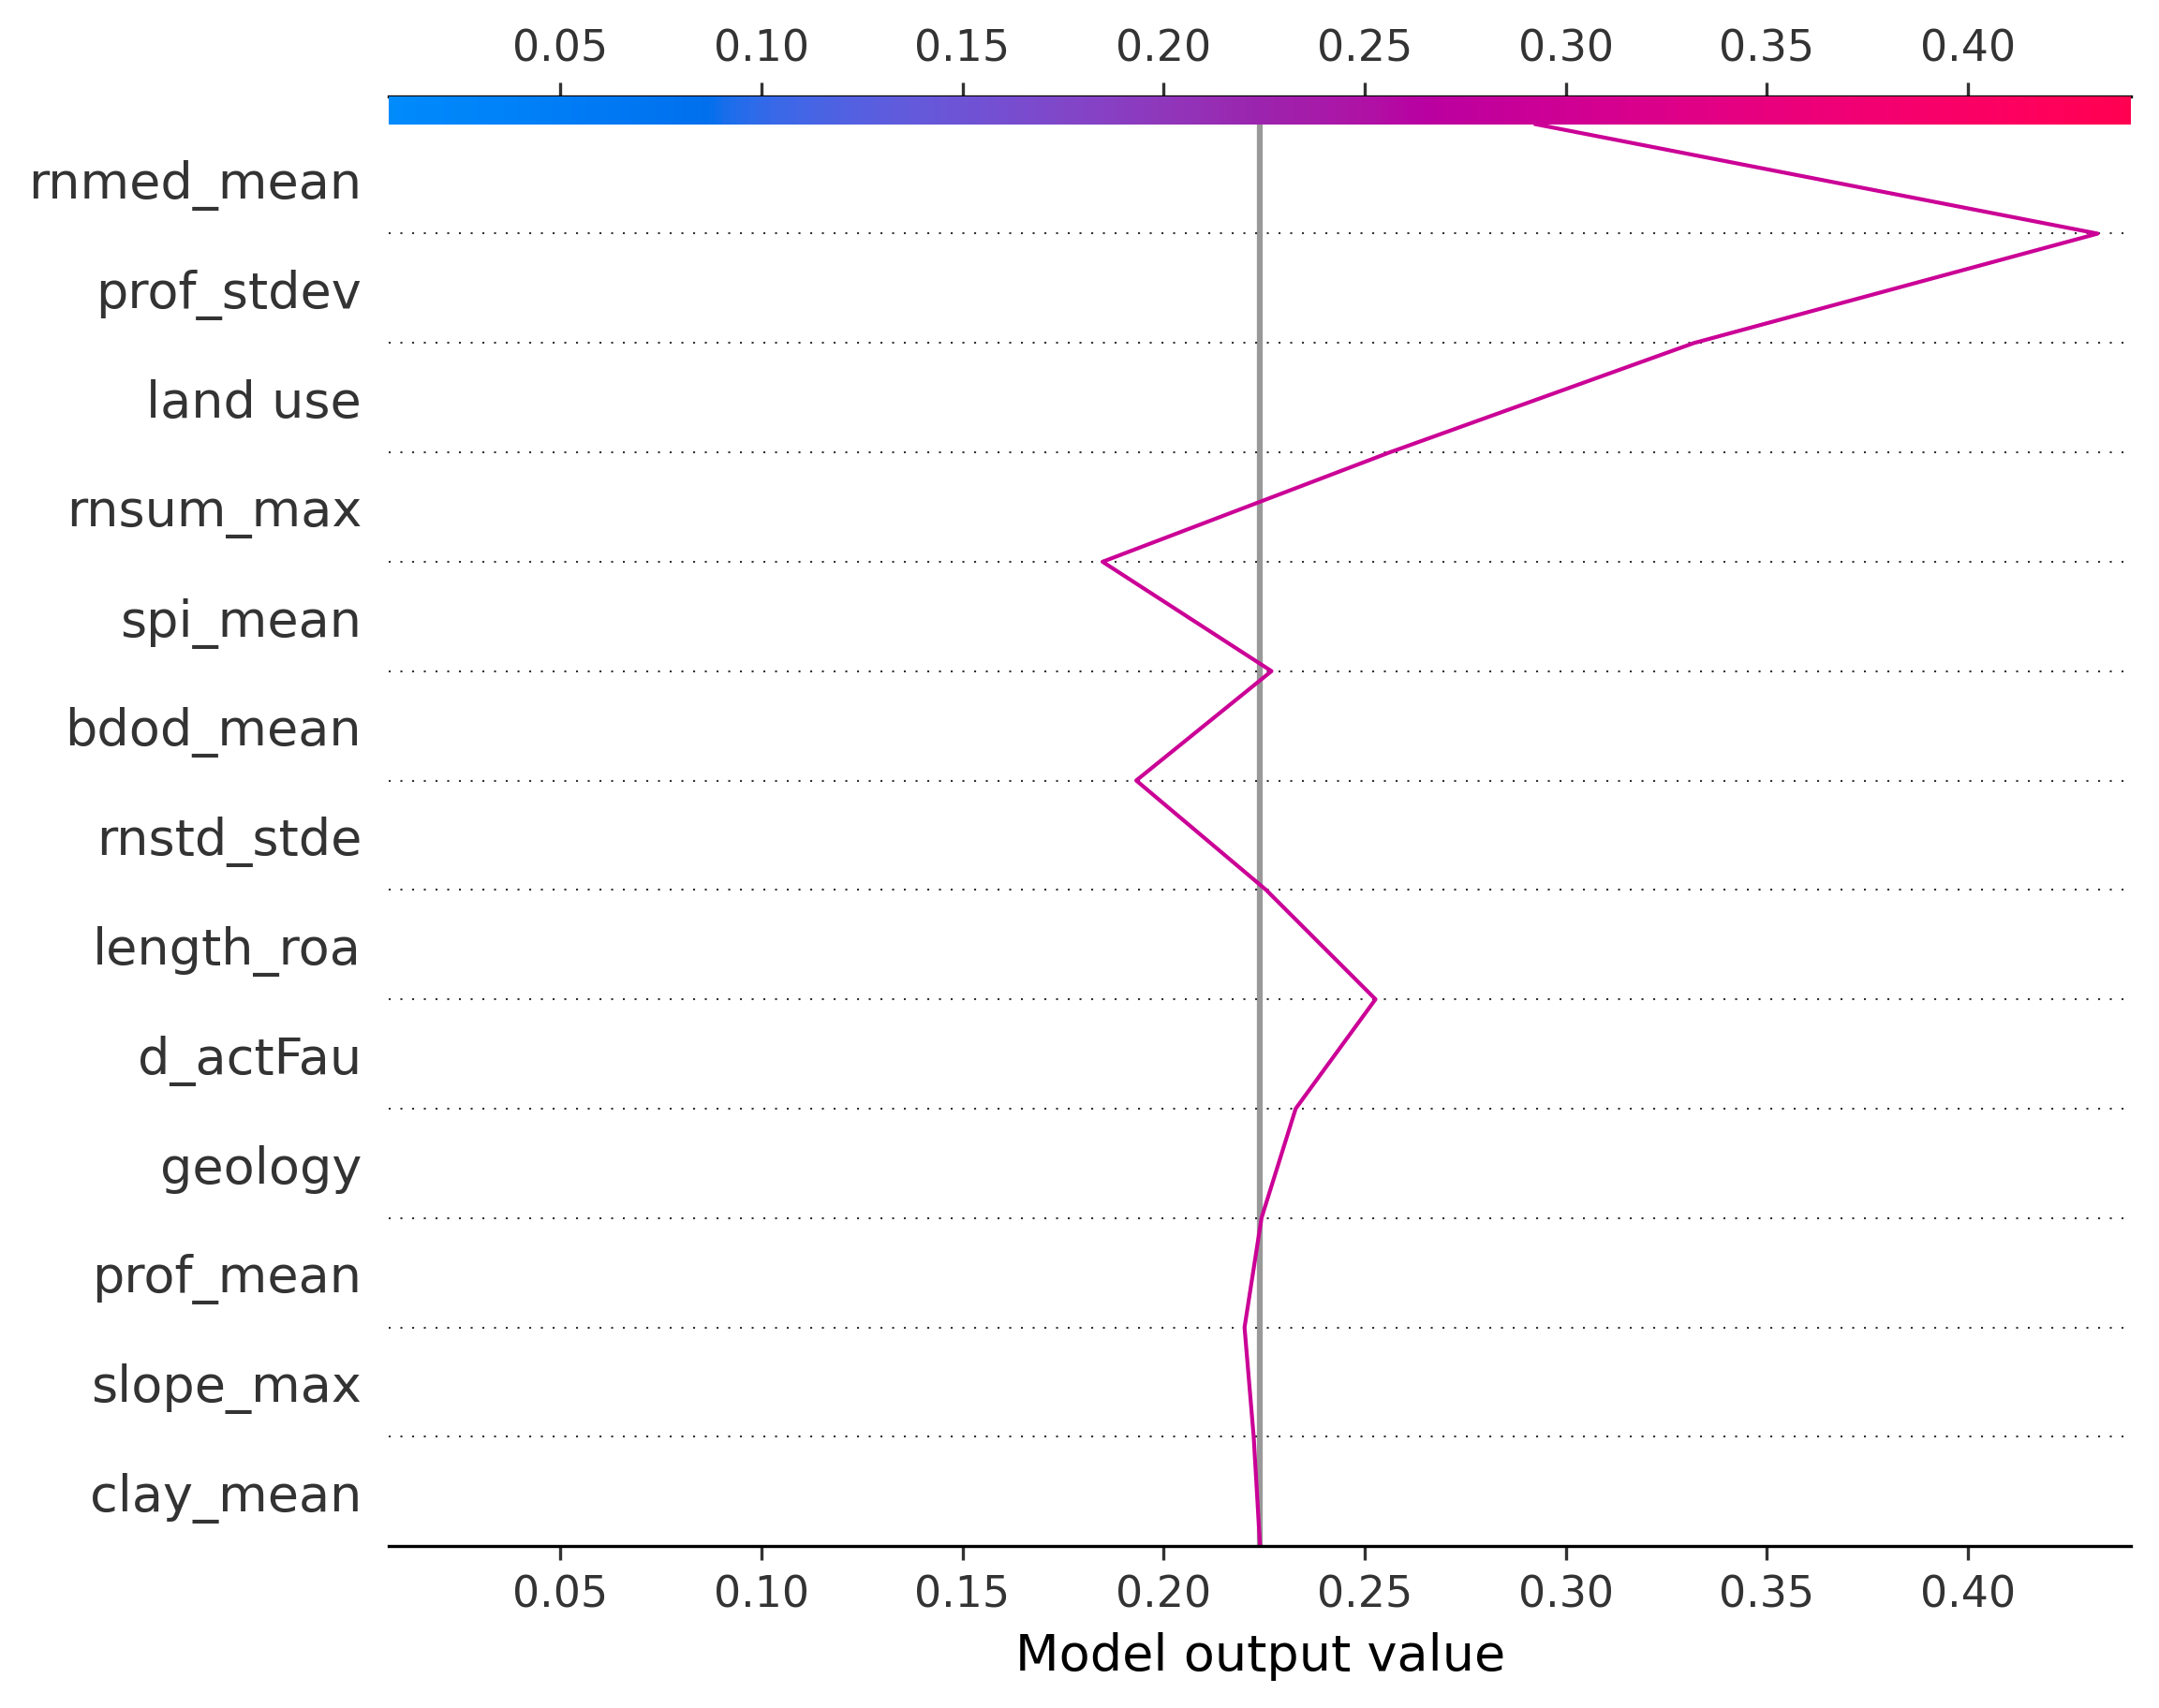 0.05 0.10 0.15 0.20 0.25 0.30 0.35 0.40
rnmed_mean
prof_stdev
land use
rnsum_max
spi_mean
bdod_mean
rnstd_stde
length_roa
d_actFau
geology
prof_mean
slope_max
clay_mean
0.05 0.10 0.15 0.20 0.25 0.30 0.35 0.40
Model output value